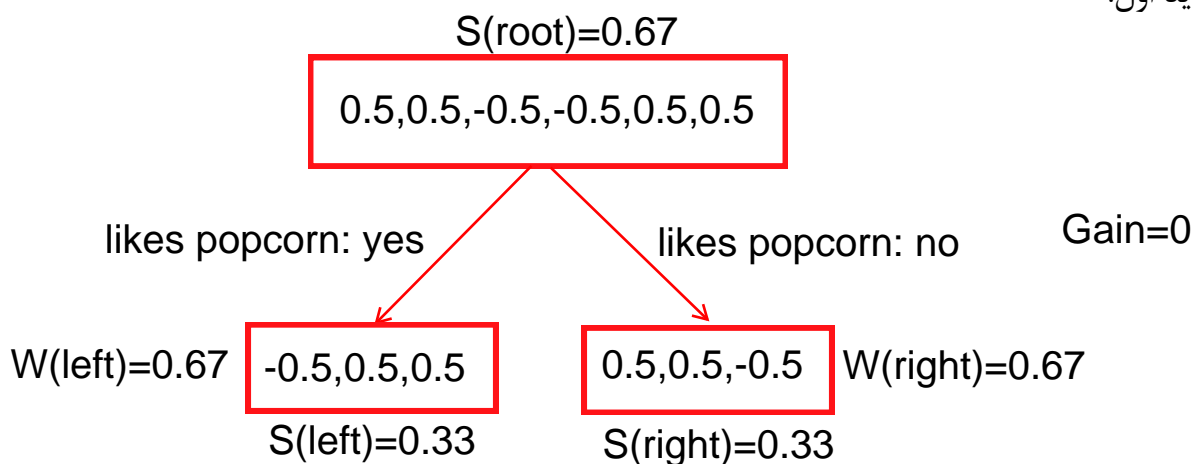 ید اول:
S(root)=0.67
0.5,0.5,-0.5,-0.5,0.5,0.5
likes popcorn: yes
likes popcorn: no
Gain=0
W(left)=0.67
-0.5,0.5,0.5
0.5,0.5,-0.5
W(right)=0.67
S(left)=0.33
S(right)=0.33